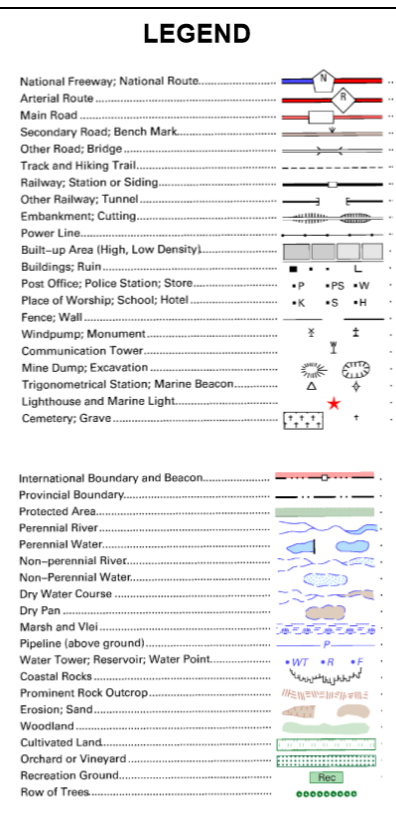 LEGEND
National Freeway; National Route N
Arterial Route R
Main Road
Secondary Road; Bench Mark
Other Road; Bridge
Track and Hiking Trail
Railway; Station or Siding
Other Railway; Tunnel
Embankment; Cutting
Power Line
Built-up Area (High, Low Density)
Buildings; Ruin
Post Office; Police Station; Store •P •PS •W
Place of Worship; School; Hotel •K •S •H
Fence; Wall
Windpump; Monument
Communication Tower
Mine Dump; Excavation
Trigonometrical Station; Marine Beacon
Lighthouse and Marine Light
Cemetery; Grave
International Boundary and Beacon
Provincial Boundary
Protected Area
Perennial River
Perennial Water
Non-perennial River
Non-Perennial Water
Dry Water Course
Dry Pan
Marsh and Vlei
Pipeline (above ground) P
Water Tower; Reservoir; Water Point •WT •R •F
Coastal Rocks
Prominent Rock Outcrop
Erosion; Sand
Woodland
Cultivated Land
Orchard or Vineyard
Recreation Ground Rec
Row of Trees